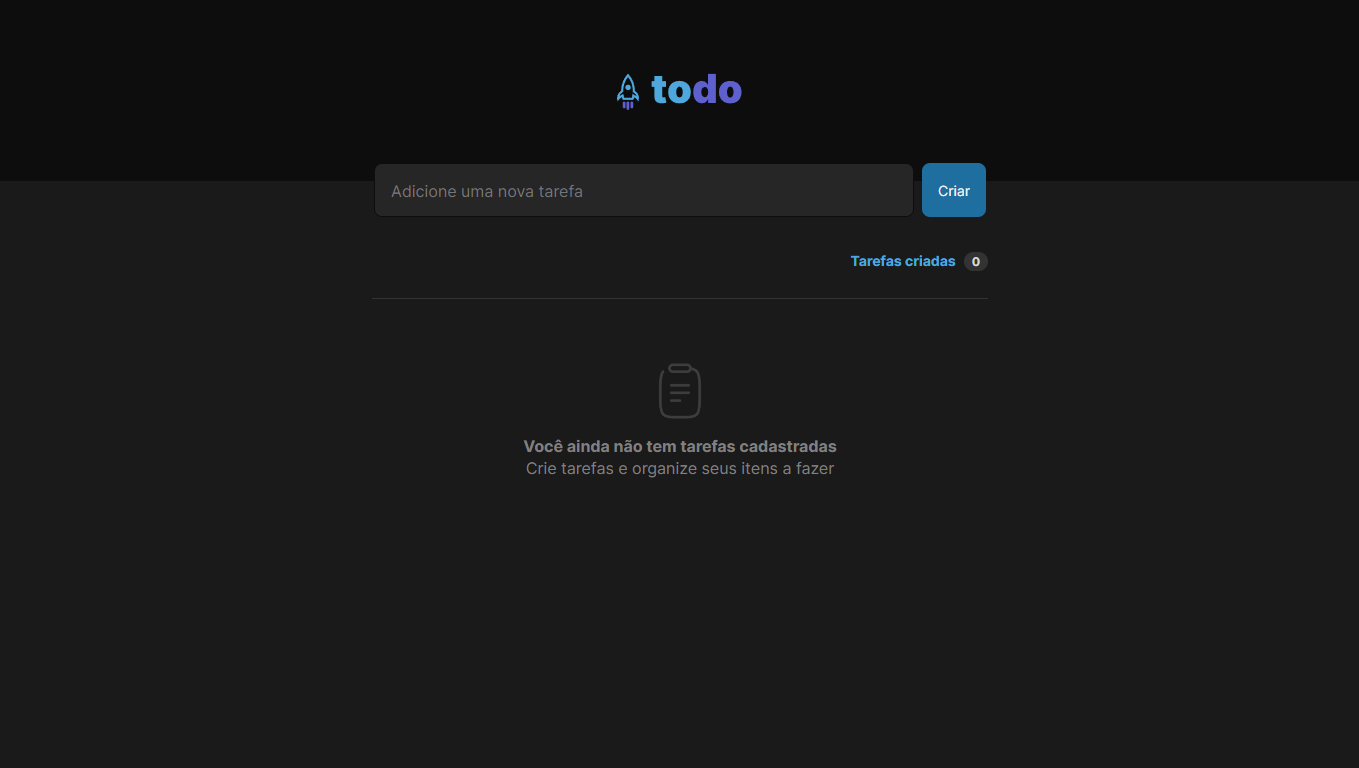 todo
Adicione uma nova tarefa
Criar
Tarefas criadas 0
Você ainda não tem tarefas cadastradas
Crie tarefas e organize seus itens a fazer